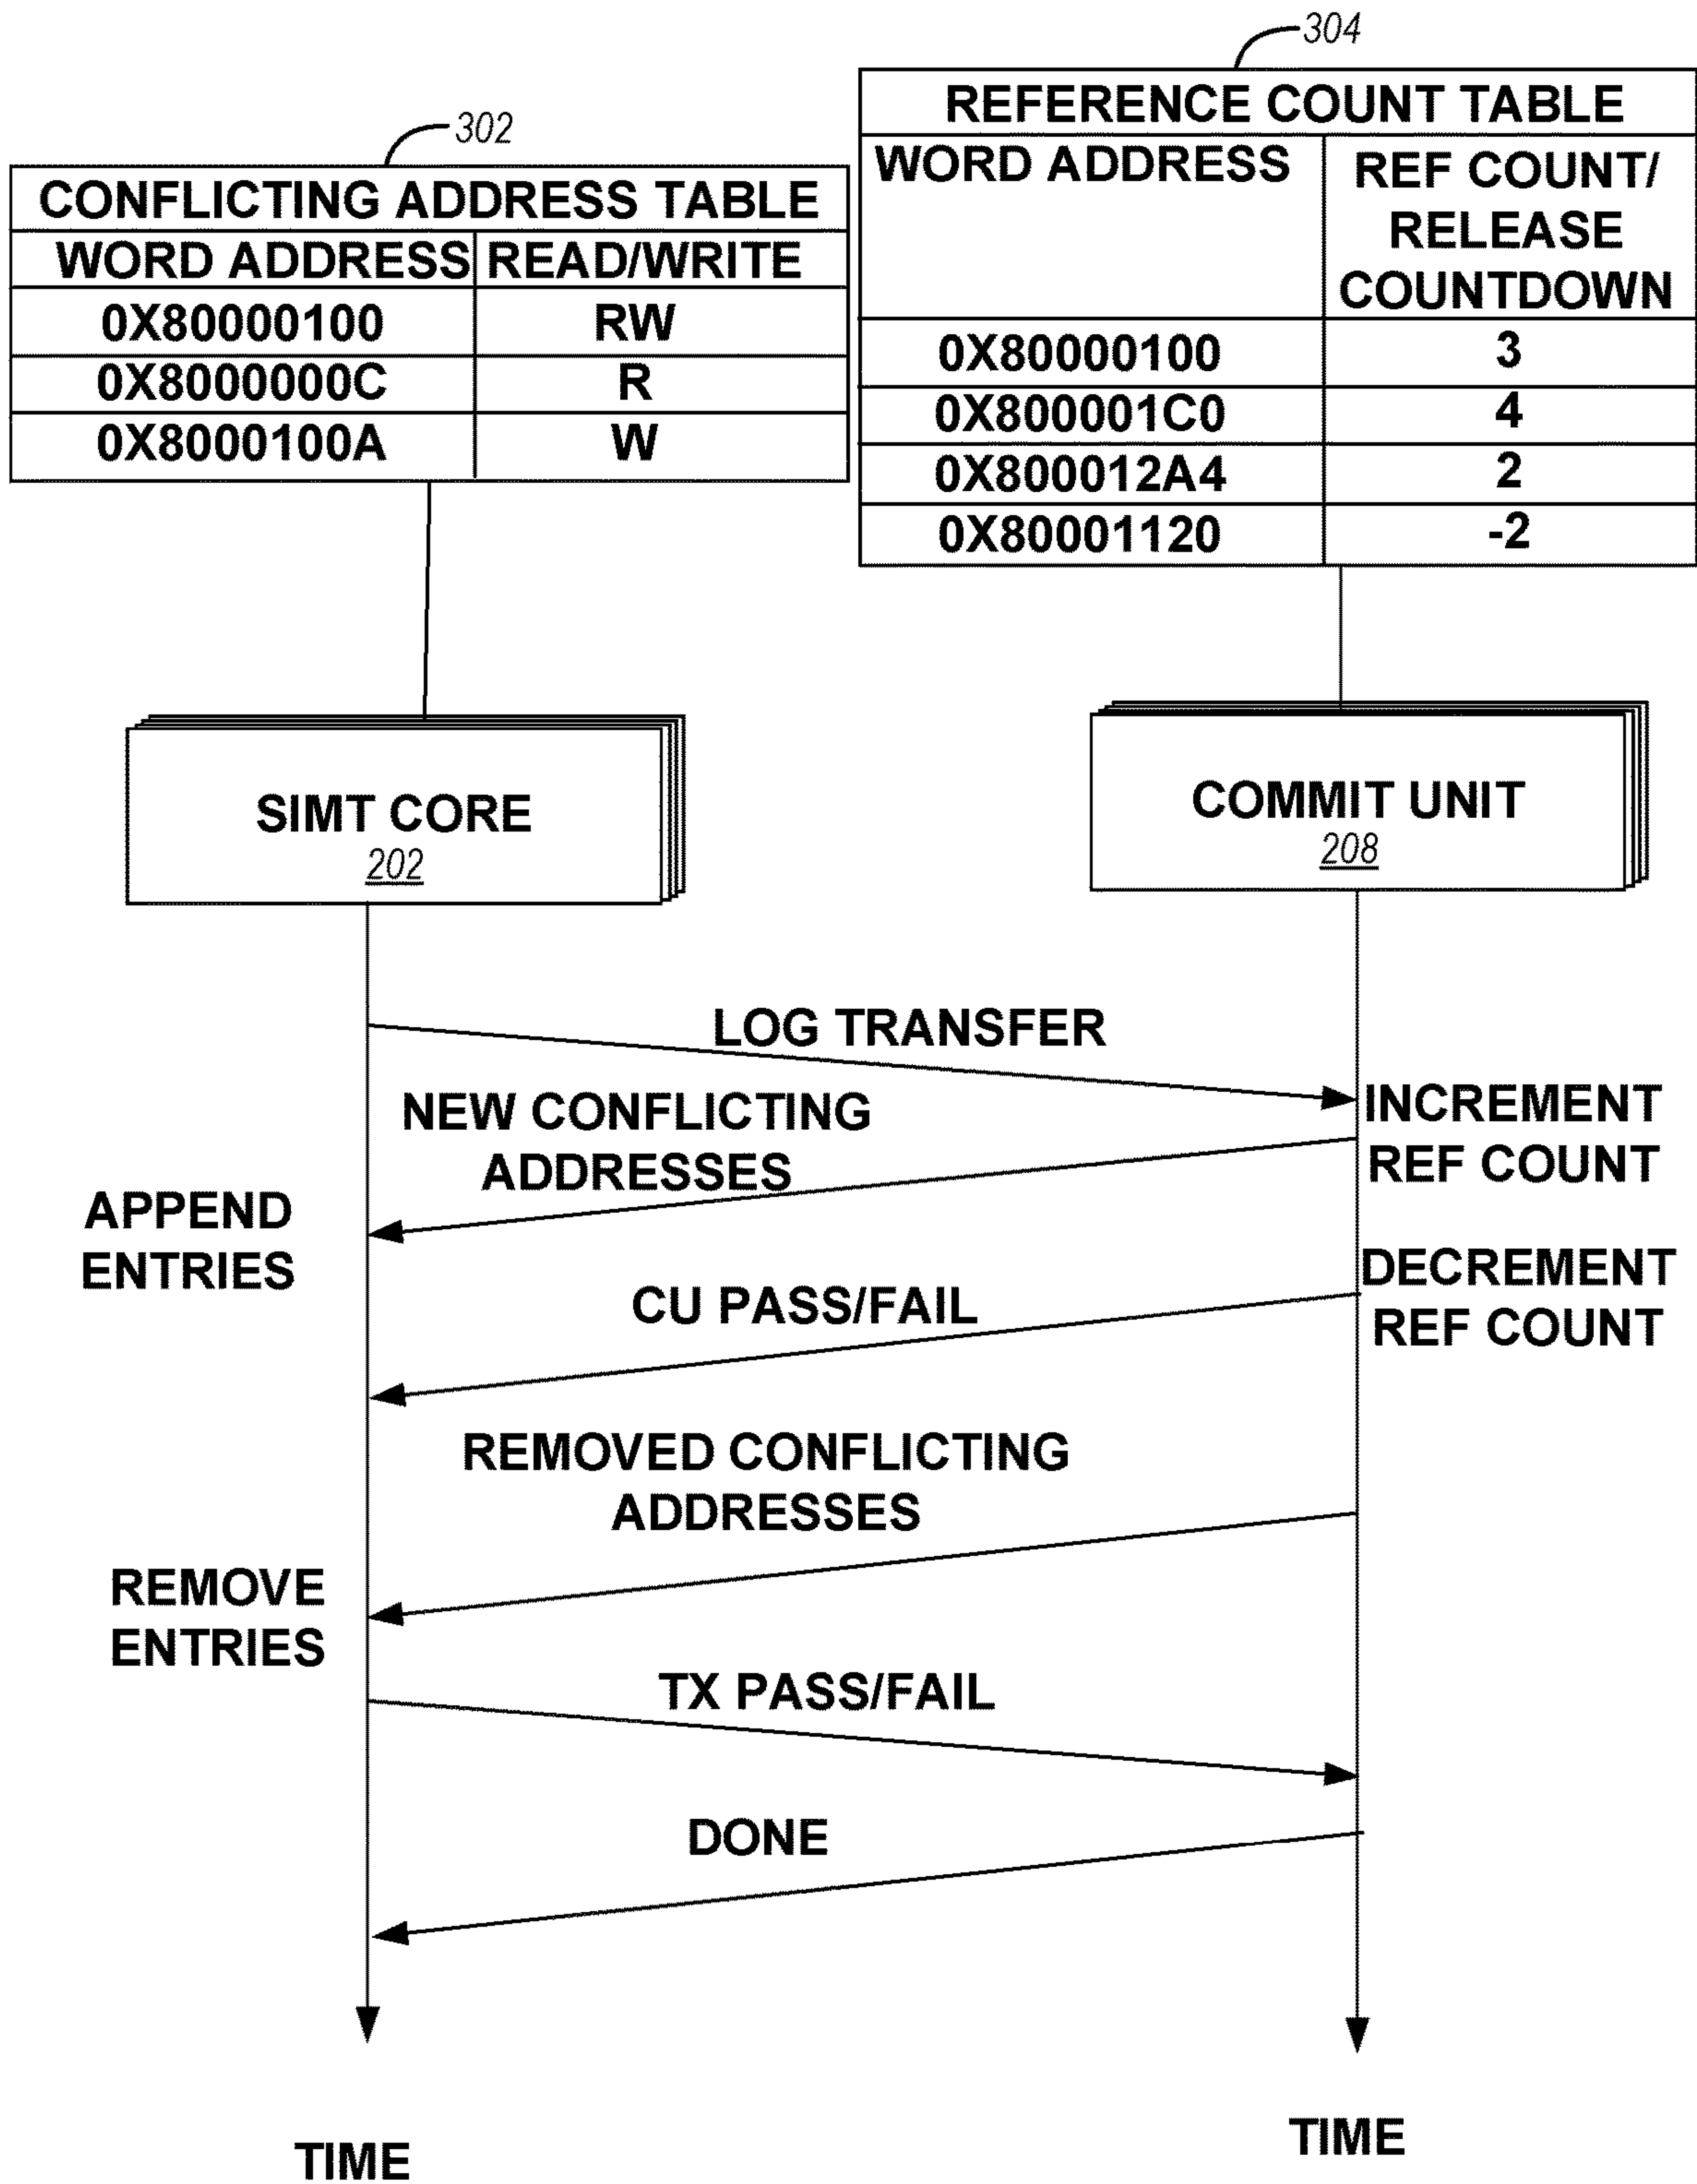 304
REFERENCE COUNT TABLE
WORD ADDRESS
REF COUNT/
RELEASE
COUNTDOWN
0X80000100 3
0X800001C0 4
0X800012A4 2
0X80001120 -2
302
CONFLICTING ADDRESS TABLE
WORD ADDRESS READ/WRITE
0X80000100 RW
0X8000000C R
0X8000100A W
SIMT CORE
202
COMMIT UNIT
208
LOG TRANSFER
INCREMENT
REF COUNT
NEW CONFLICTING
ADDRESSES
APPEND
ENTRIES
DECREMENT
REF COUNT
CU PASS/FAIL
REMOVED CONFLICTING
ADDRESSES
REMOVE
ENTRIES
TX PASS/FAIL
DONE
TIME
TIME